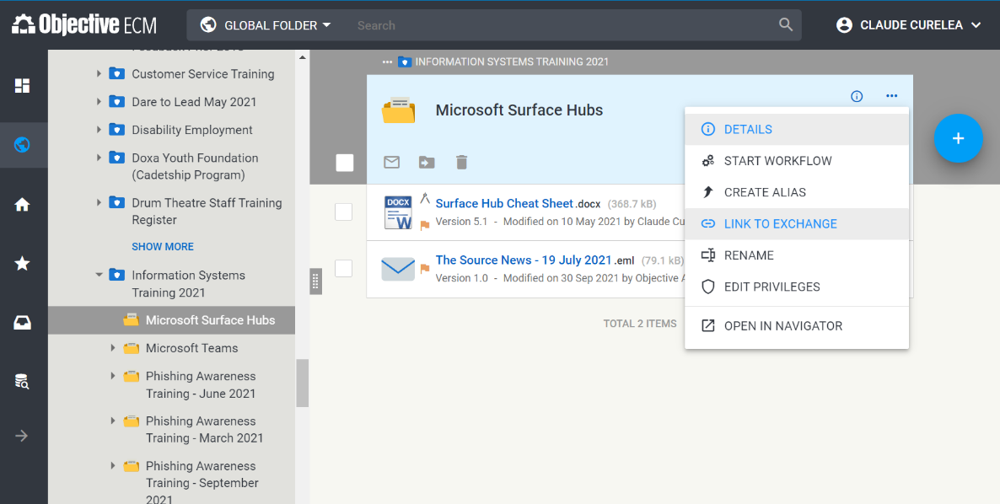 Objective ECM
GLOBAL FOLDER
Search
CLAUDE CURELEA
Customer Service Training
Dare to Lead May 2021
Disability Employment
Doxa Youth Foundation
(Cadetship Program)
Drum Theatre Staff Training
Register
SHOW MORE
Information Systems
Training 2021
Microsoft Surface Hubs
Microsoft Teams
Phishing Awareness
Training - June 2021
Phishing Awareness
Training - March 2021
Phishing Awareness
Training - September
2021
INFORMATION SYSTEMS TRAINING 2021
Microsoft Surface Hubs
DOCX
W
Surface Hub Cheat Sheet.docx (368.7 kB)
Version 5.1 - Modified on 10 May 2021 by Claude Cu
The Source News - 19 July 2021.eml (79.1 kB)
Version 1.0 - Modified on 30 Sep 2021 by Objective A
TOTAL 2 ITEMS
DETAILS
START WORKFLOW
CREATE ALIAS
LINK TO EXCHANGE
RENAME
EDIT PRIVILEGES
OPEN IN NAVIGATOR